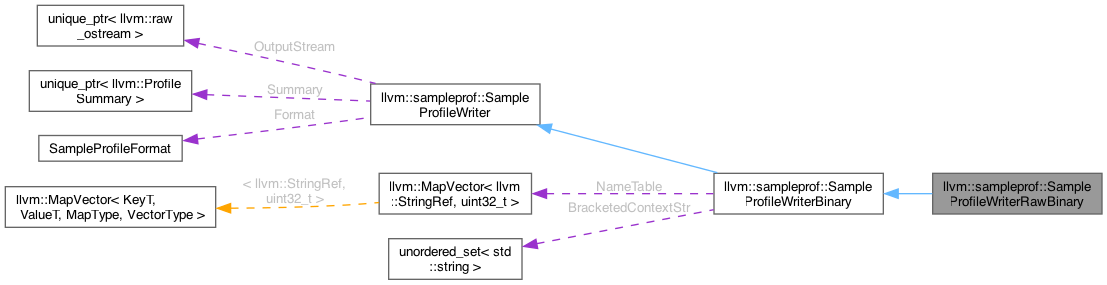 unique_ptr< llvm::raw
_ostream >
OutputStream
unique_ptr< llvm::Profile
Summary >
Summary
llvm::sampleprof::Sample
ProfileWriter
Format
SampleProfileFormat
< llvm::StringRef,
uint32_t >
llvm::MapVector< KeyT,
ValueT, MapType, VectorType >
llvm::MapVector< llvm
::StringRef, uint32_t >
NameTable
BracketedContextStr
llvm::sampleprof::Sample
ProfileWriterBinary
llvm::sampleprof::Sample
ProfileWriterRawBinary
unordered_set< std
::string >